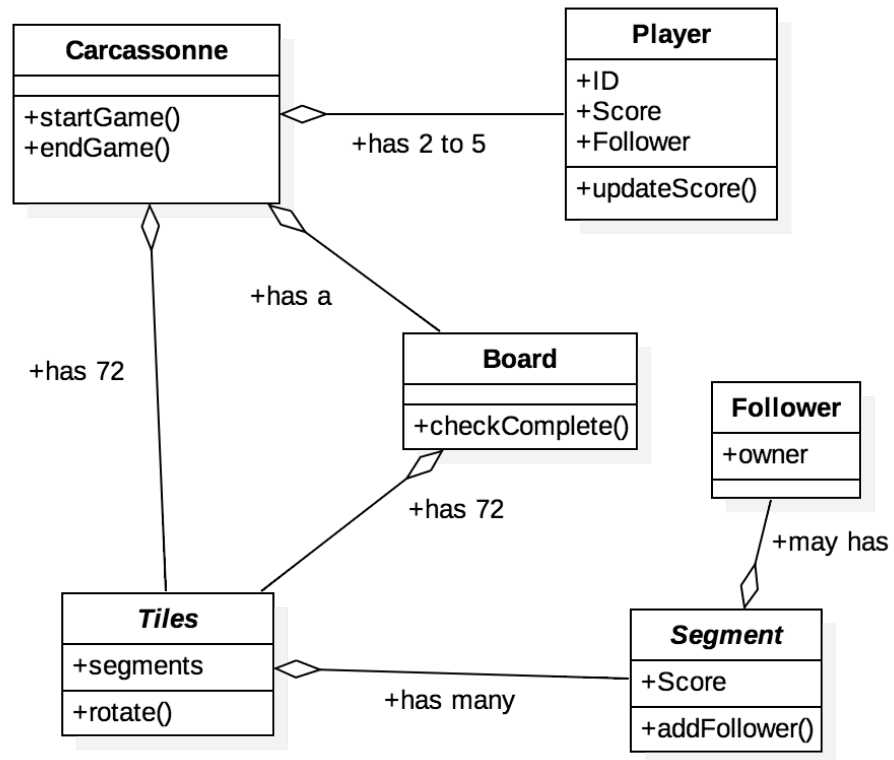 Carcassonne
+startGame()
+endGame()
Player
+ID
+Score
+Follower
+updateScore()
+has 2 to 5
+has a
+has 72
Board
+checkComplete()
Follower
+owner
+has 72
+may has
Tiles
+segments
+rotate()
+has many
Segment
+Score
+addFollower()